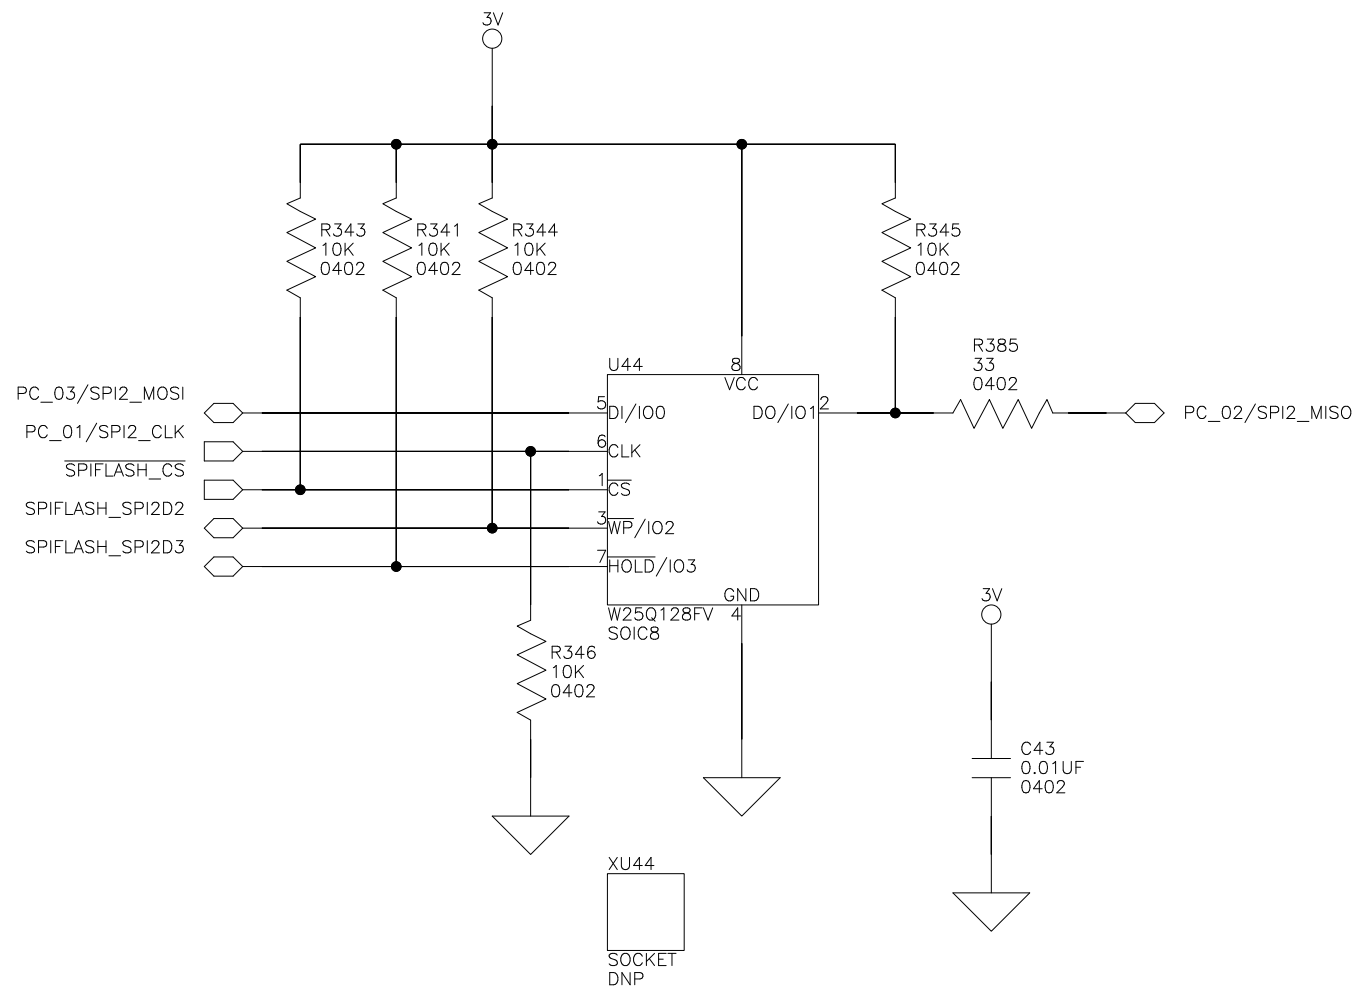 3V
R343
10K
0402
R341
10K
0402
R344
10K
0402
R345
10K
0402
R385
33
0402
U44
8
VCC
PC_03/SPI2_MOSI
5
DI/IO0
DO/IO1
2
PC_02/SPI2_MISO
PC_01/SPI2_CLK
6
CLK
SPIFLASH_CS
1
CS
SPIFLASH_SPI2D2
3
WP/IO2
SPIFLASH_SPI2D3
7
HOLD/IO3
GND
4
W25Q128FV
SOIC8
3V
R346
10K
0402
C43
0.01UF
0402
XU44
SOCKET
DNP